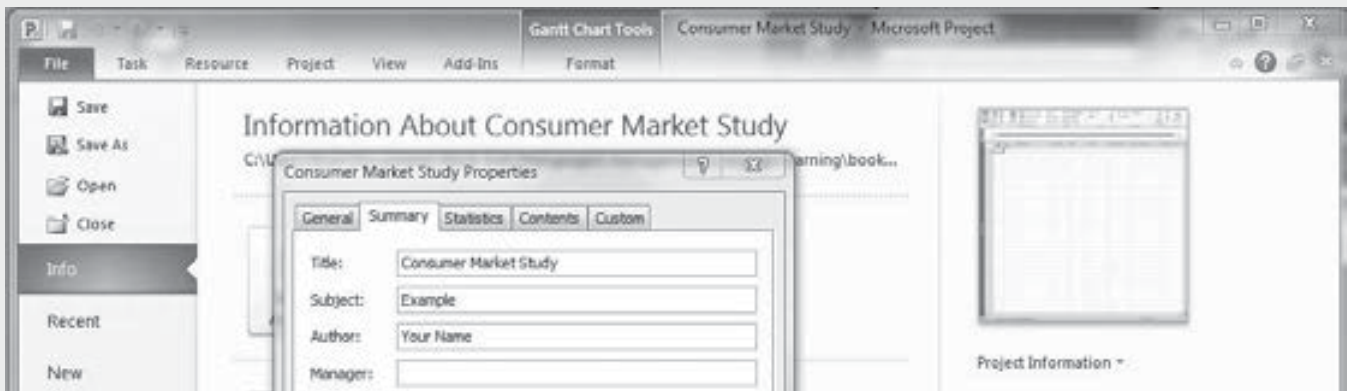 Gantt Chart Tools Consumer Market Study - Microsoft Project
File Task Resource Project View Add-Ins Format
Save
Save As
Open
Close
Info
Recent
New
Information About Consumer Market Study
C:\U arning\book...
Consumer Market Study Properties
General Summary Statistics Contents Custom
Title: Consumer Market Study
Subject: Example
Author: Your Name
Manager:
Project Information